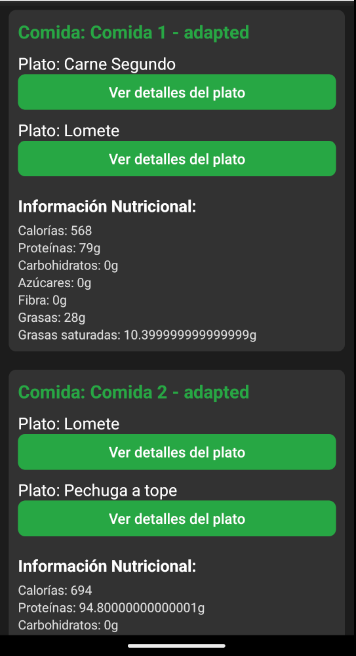 Comida: Comida 1 - adapted
Plato: Carne Segundo
Ver detalles del plato
Plato: Lomete
Ver detalles del plato
Información Nutricional:
Calorías: 568
Proteínas: 79g
Carbohidratos: 0g
Azúcares: 0g
Fibra: 0g
Grasas: 28g
Grasas saturadas: 10.399999999999999g
Comida: Comida 2 - adapted
Plato: Lomete
Ver detalles del plato
Plato: Pechuga a tope
Ver detalles del plato
Información Nutricional:
Calorías: 694
Proteínas: 94.80000000000001g
Carbohidratos: 0g